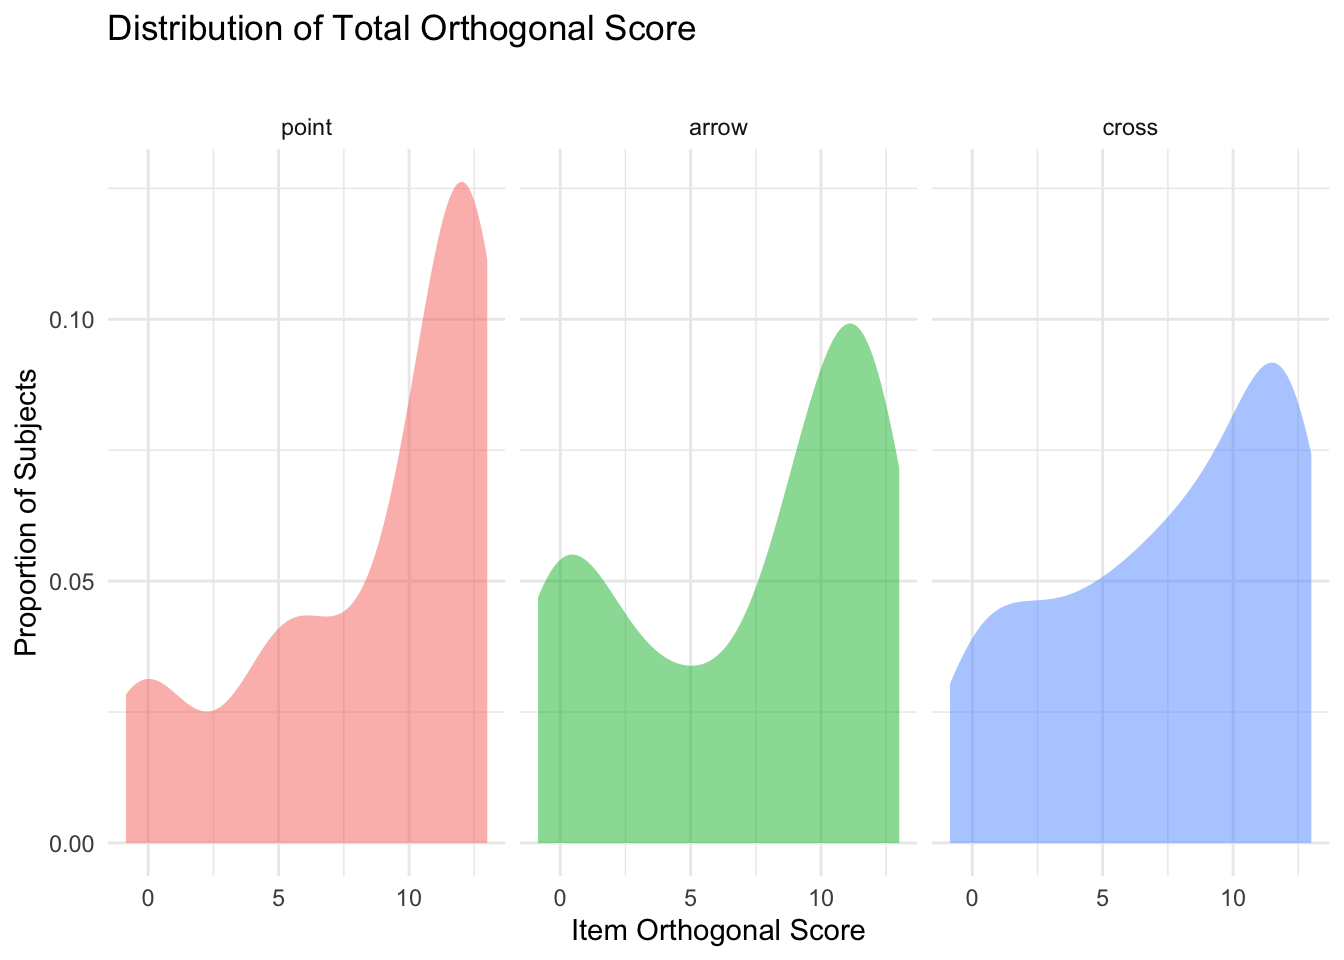 Distribution of Total Orthogonal Score
point arrow cross
Proportion of Subjects
0.10
0.05
0.00
0 5 10 0 5 10 0 5 10
Item Orthogonal Score